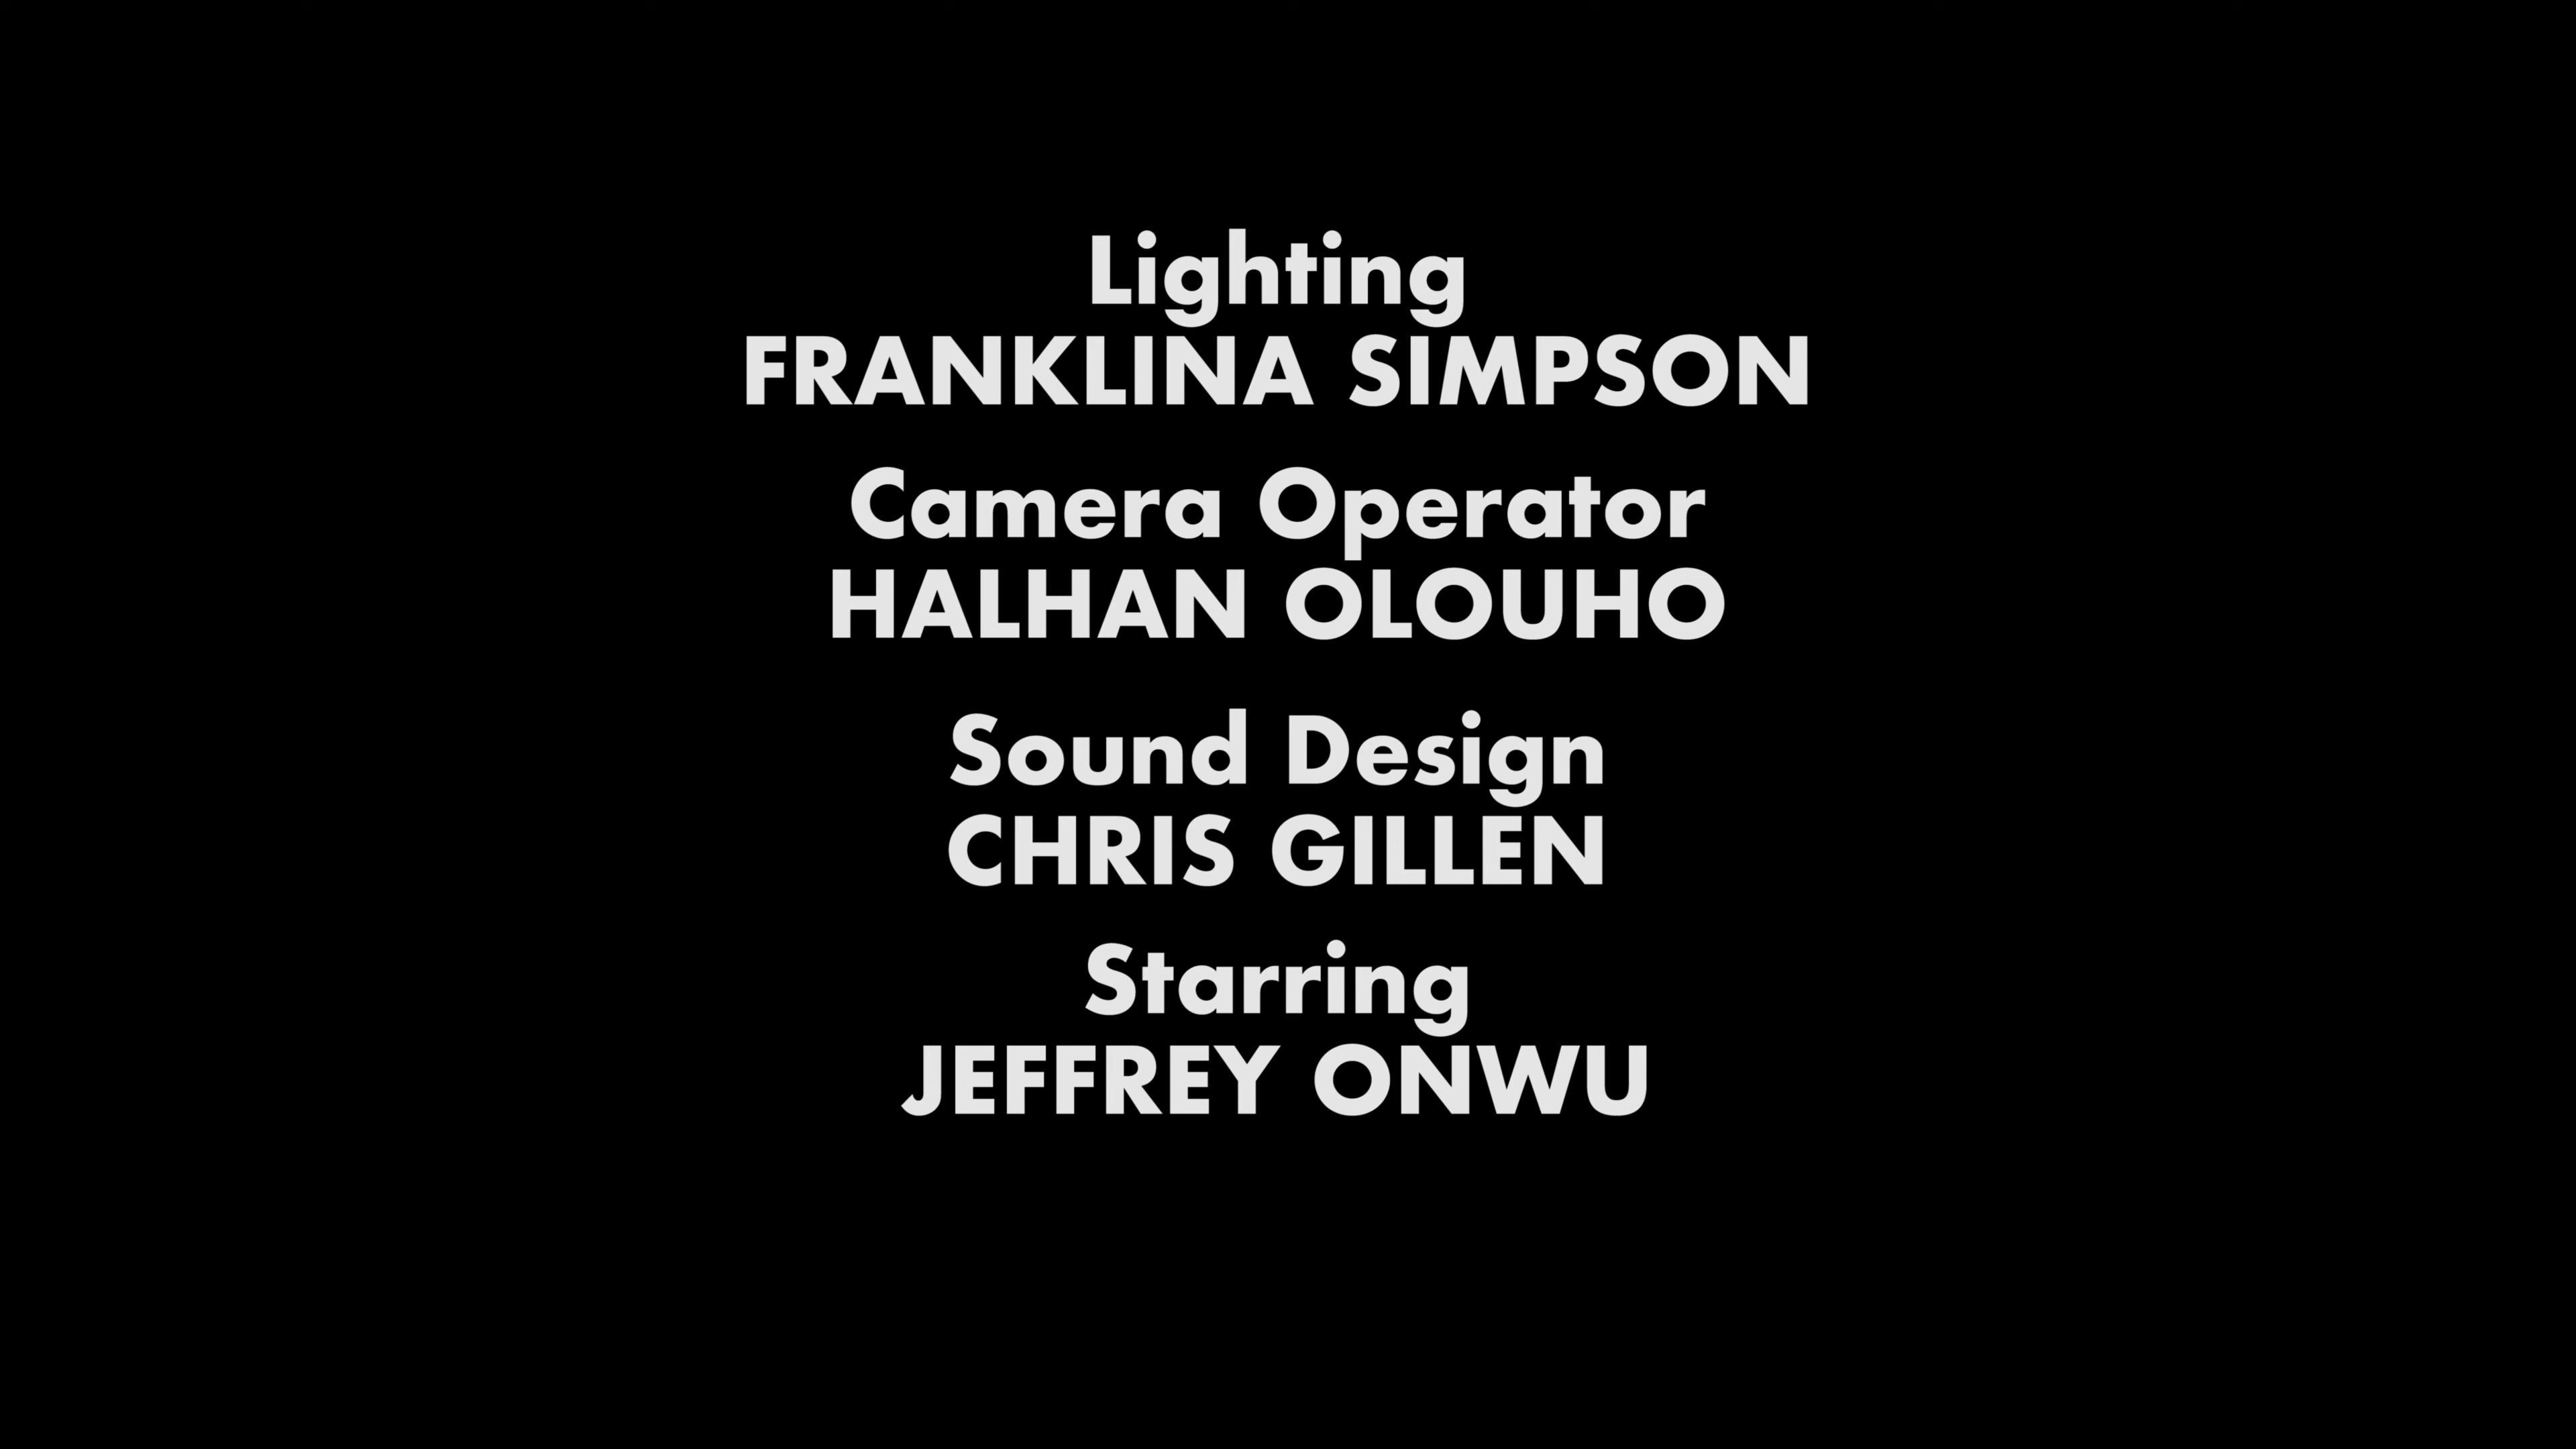 Lighting
FRANKLINA SIMPSON
Camera Operator
HALHAN OLOUHO
Sound Design
CHRIS GILLEN
Starring
JEFFREY ONWU